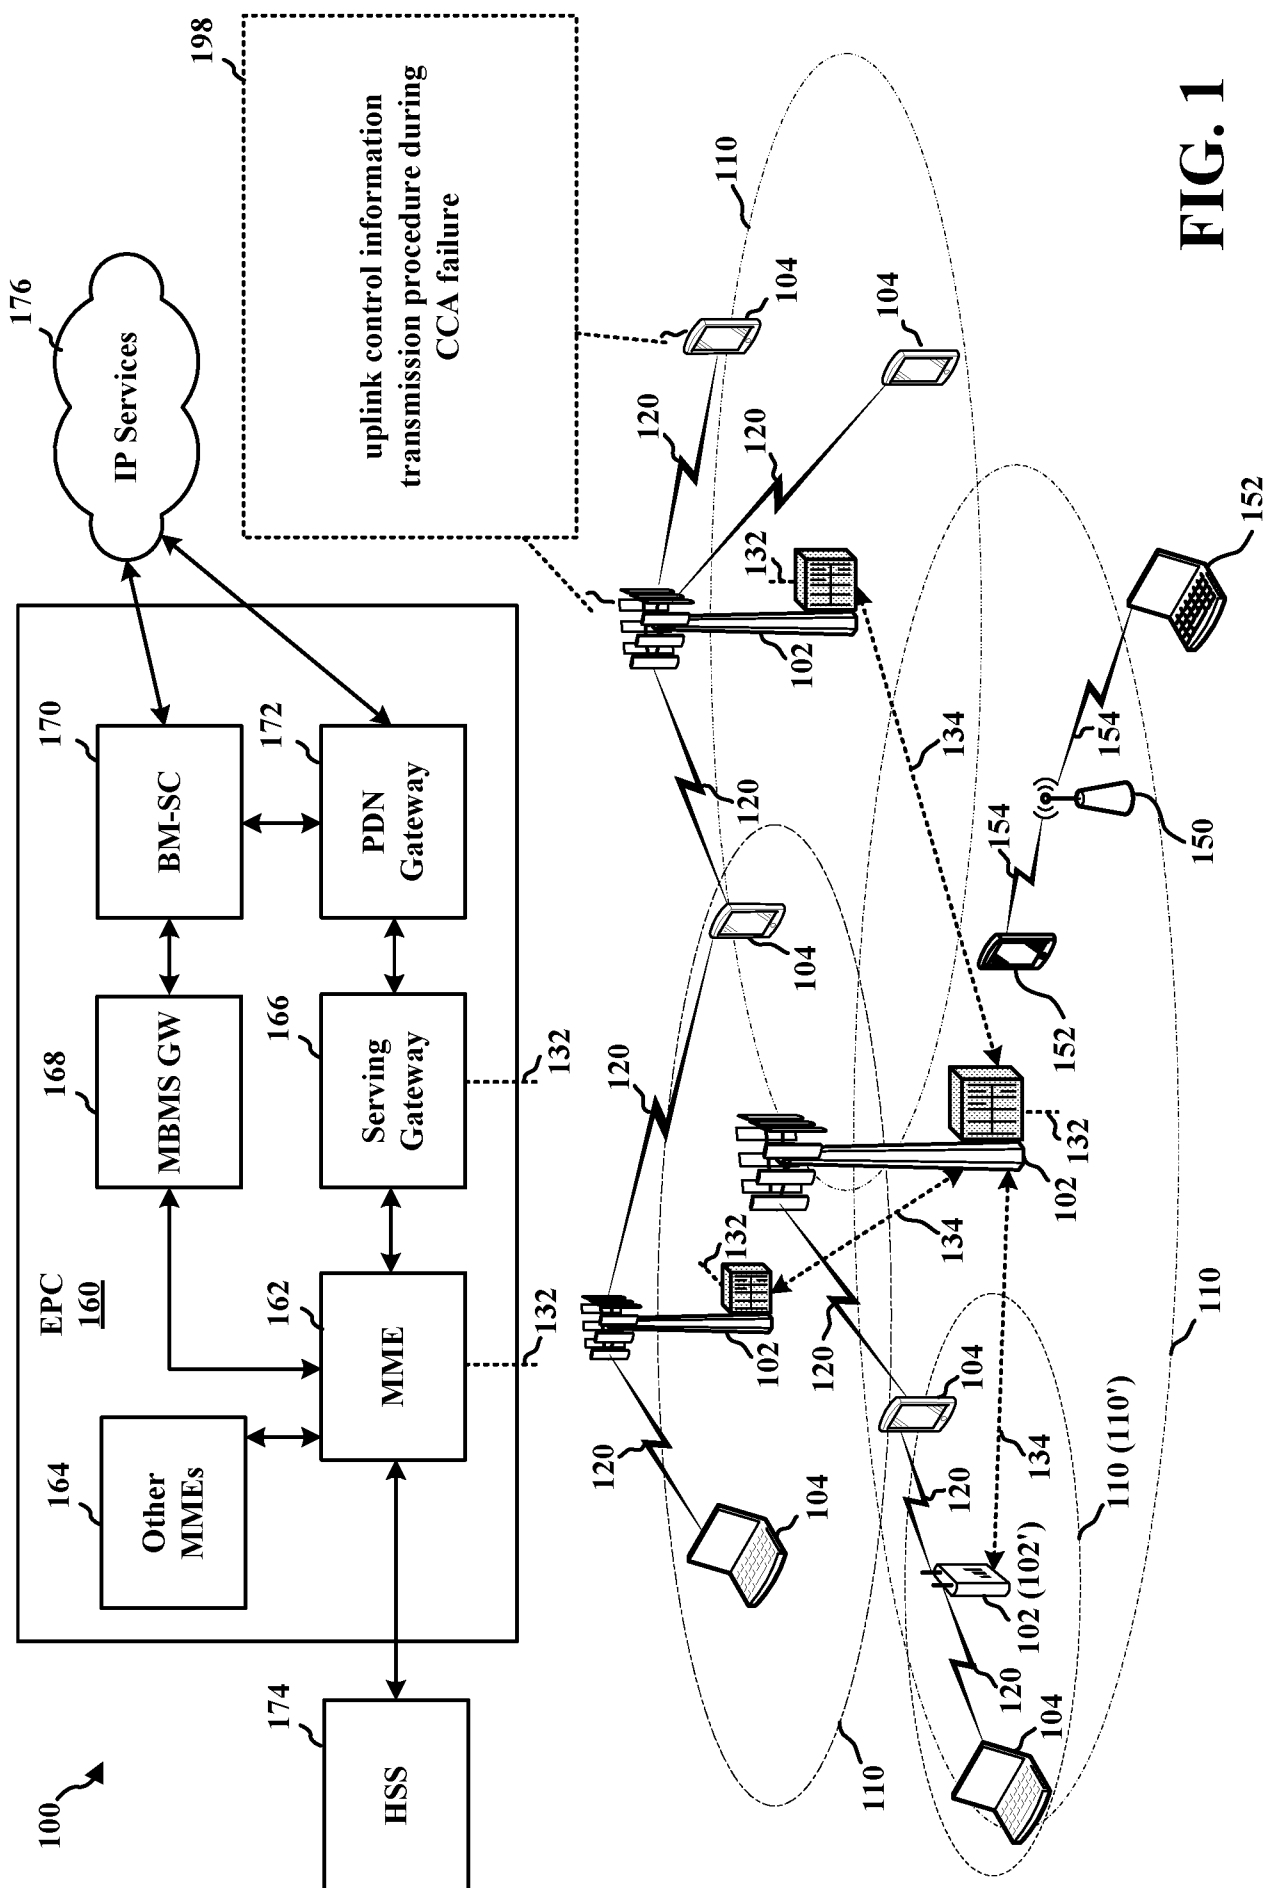 100
EPC
160
164
Other
MMEs
168
MBMS GW
170
BM-SC
176
IP Services
174
HSS
162
MME
166
Serving
Gateway
172
PDN
Gateway
198
uplink control information
transmission procedure during
CCA failure
132
132
120
120
120
120
120
110
104
132
102
104
120
104
132
102
104
110
120
134
134
132
102
104
120
120
104
102 (102')
134
110 (110')
110
152
154
150
154
152
FIG. 1